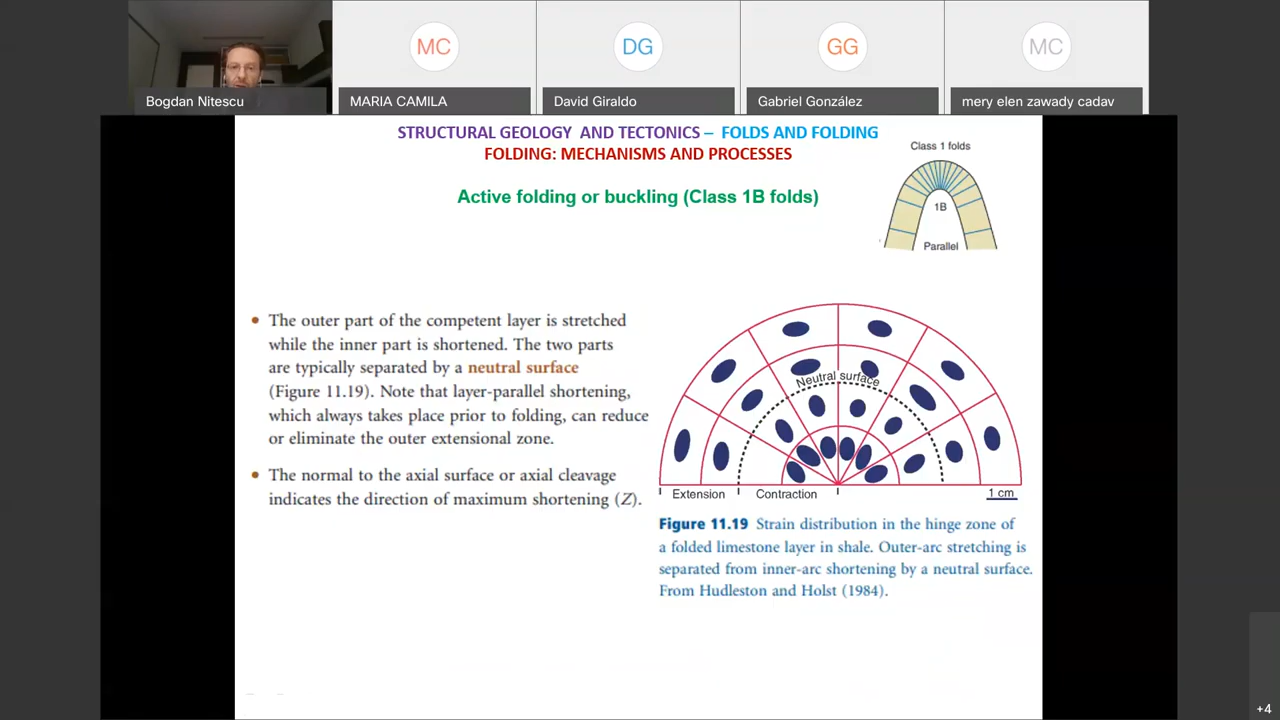 MC
DG
GG
MC
Bogdan Nitescu
MARIA CAMILA
David Giraldo
Gabriel González
mery elen zawady cadav
STRUCTURAL GEOLOGY AND TECTONICS – FOLDS AND FOLDING
FOLDING: MECHANISMS AND PROCESSES
Active folding or buckling (Class 1B folds)
Class 1 folds
1B
Parallel
• The outer part of the competent layer is stretched
while the inner part is shortened. The two parts
are typically separated by a neutral surface
(Figure 11.19). Note that layer-parallel shortening,
which always takes place prior to folding, can reduce
or eliminate the outer extensional zone.
• The normal to the axial surface or axial cleavage
indicates the direction of maximum shortening (Z).
Neutral surface
Extension
Contraction
1 cm
Figure 11.19 Strain distribution in the hinge zone of
a folded limestone layer in shale. Outer-arc stretching is
separated from inner-arc shortening by a neutral surface.
From Hudleston and Holst (1984).
+4